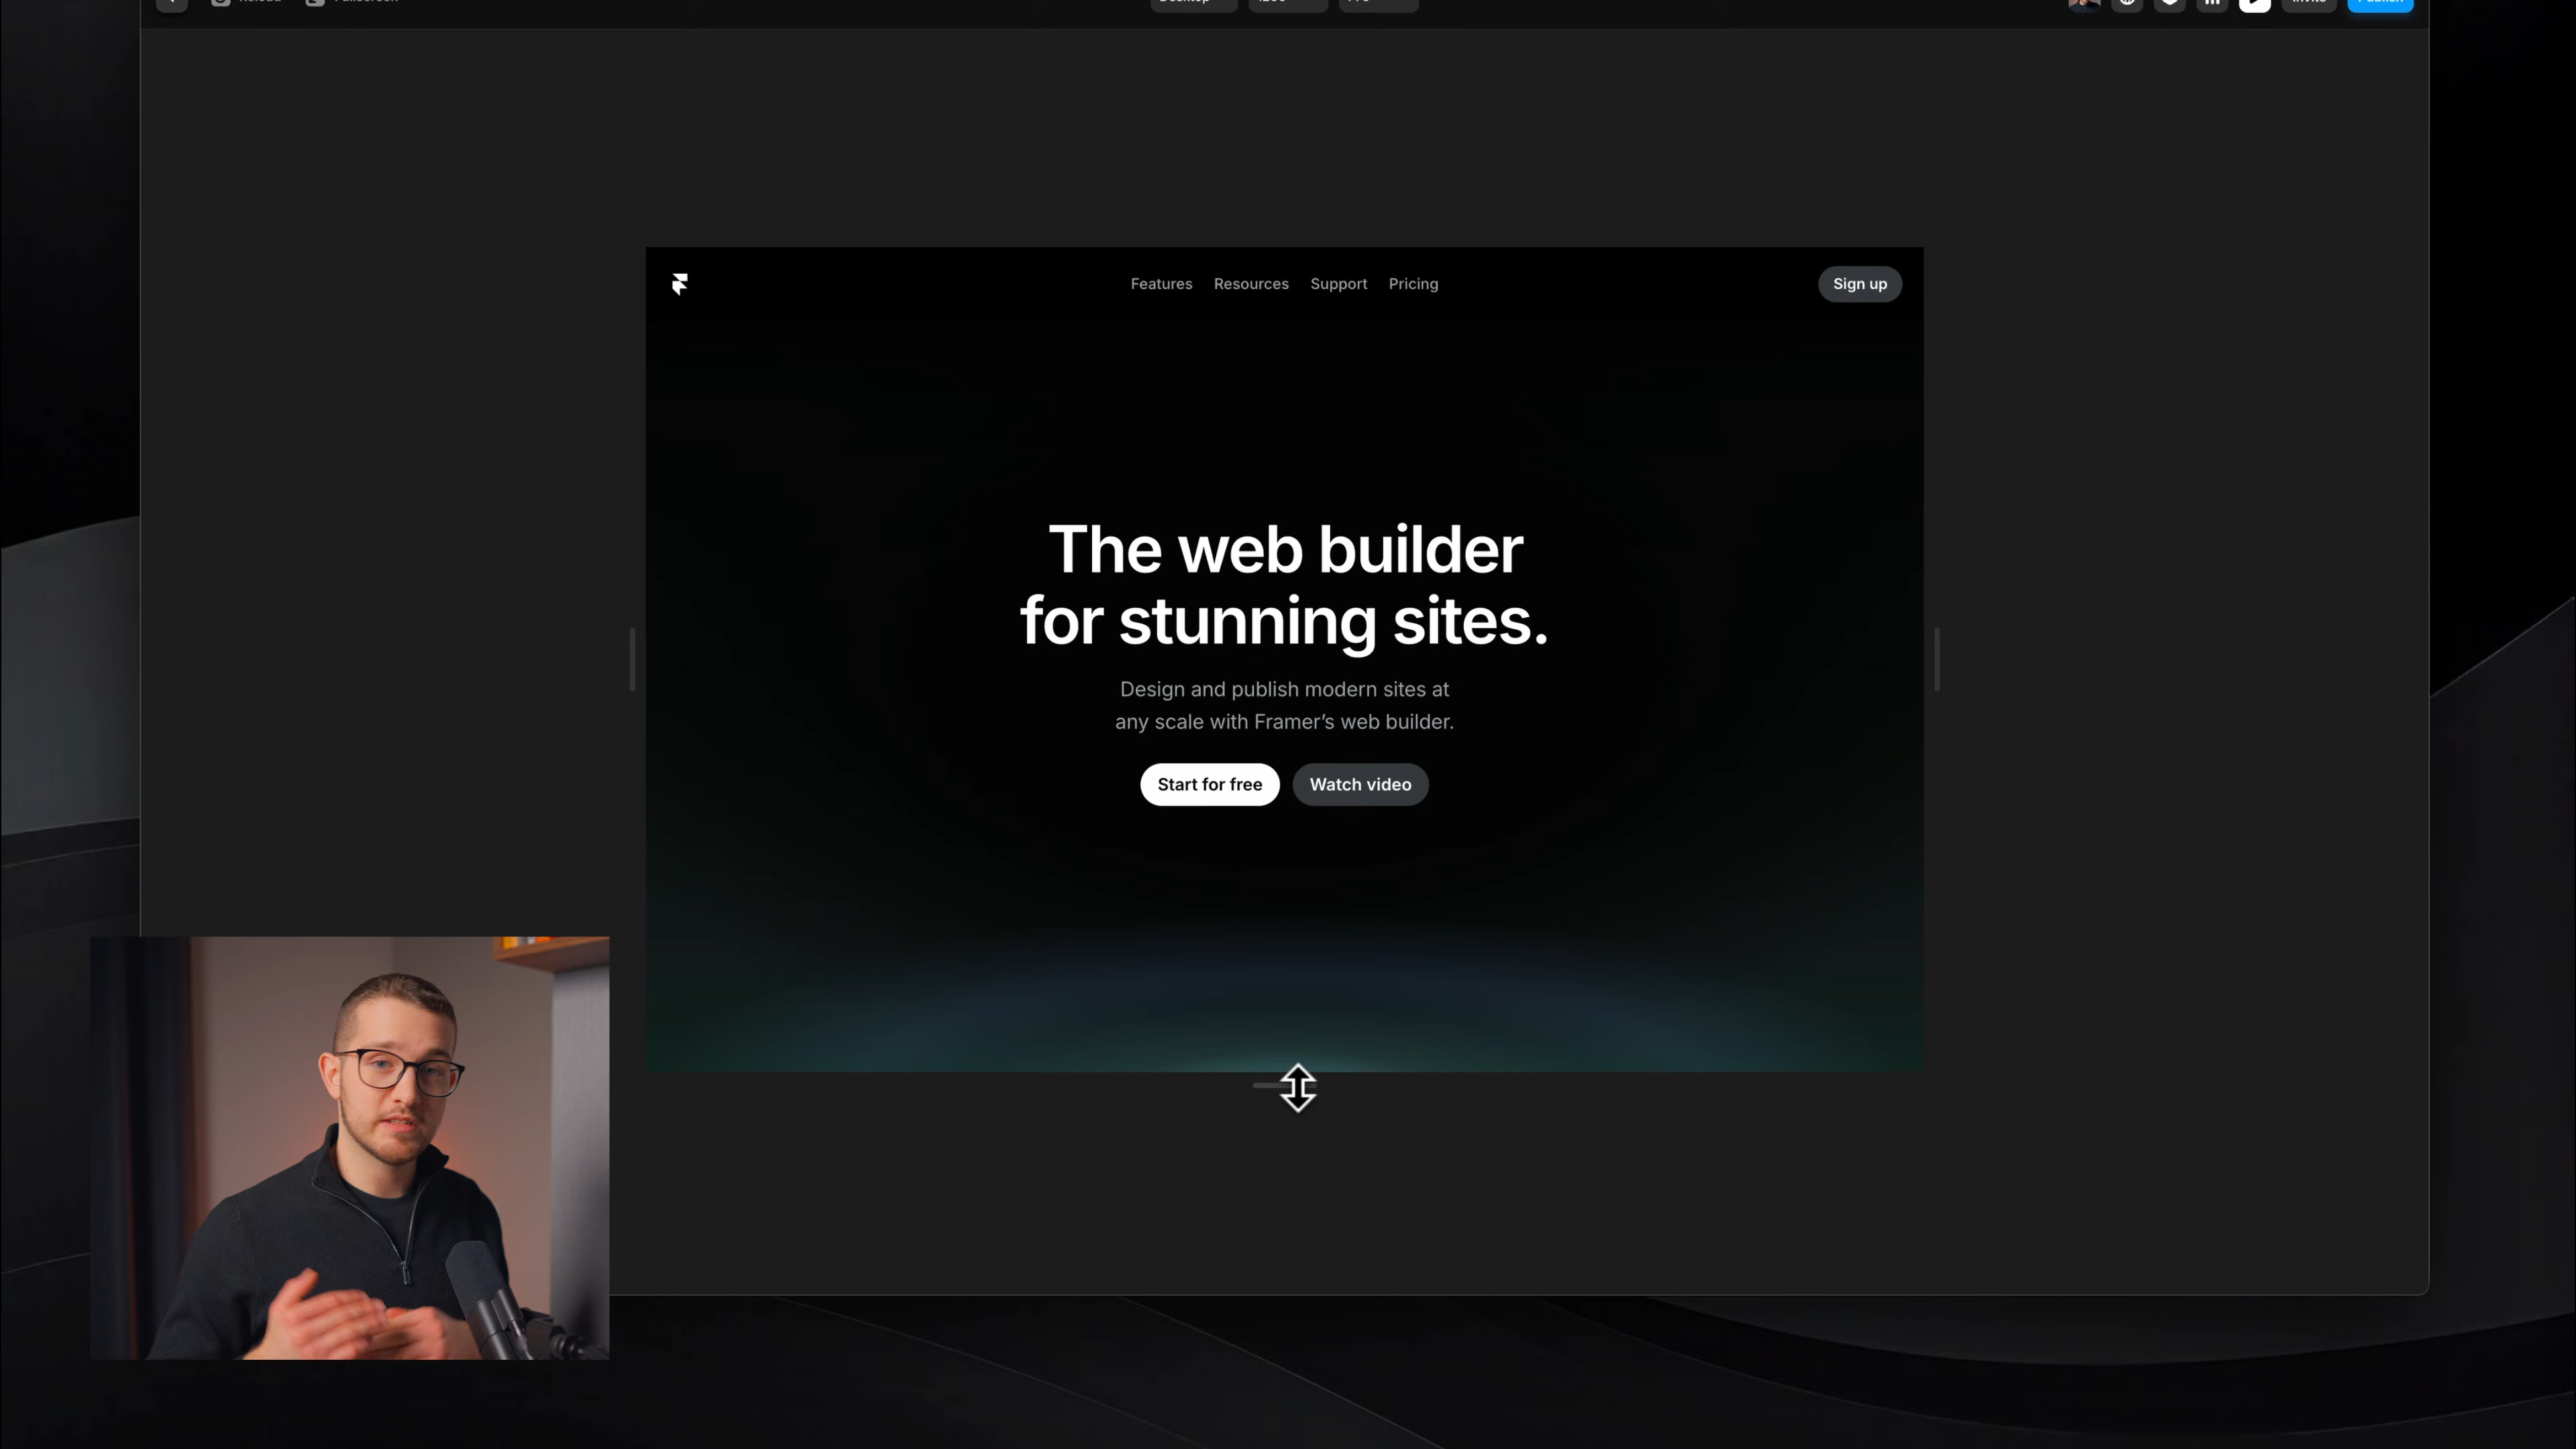 Features Resources Support Pricing
Sign up
The web builder
for stunning sites.
Design and publish modern sites at
any scale with Framer’s web builder.
Start for free
Watch video